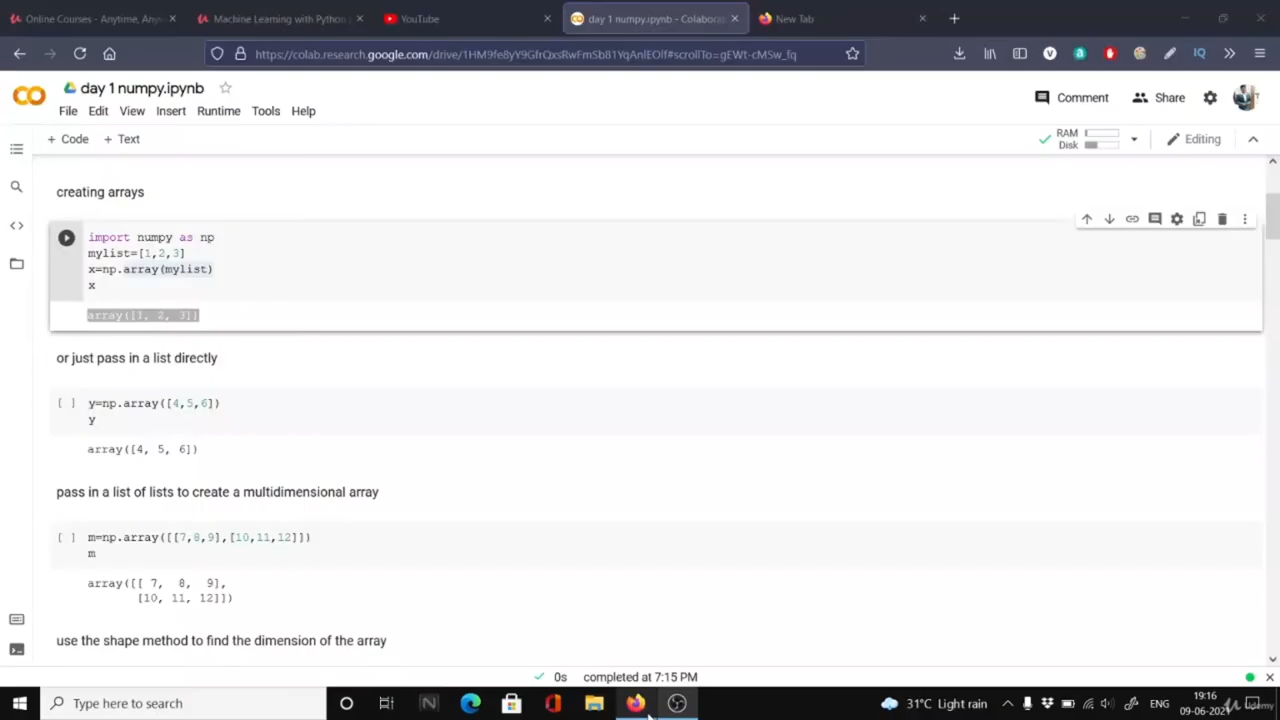 Online Courses - Anytime, Any
Machine Learning with Python
YouTube
day 1 numpy.ipynb - Colabora
New Tab
https://colab.research.google.com/drive/1HM9fe8yY9GfrQxsRwFmSb81YqAnlEOlf#scrollTo=gEWt-cMSw_fq
IQ
day 1 numpy.ipynb
Comment
Share
File Edit View Insert Runtime Tools Help
+ Code + Text
RAM
Disk
Editing
creating arrays
import numpy as np
mylist=[1,2,3]
x=np.array(mylist)
x
array([1, 2, 3])
or just pass in a list directly
[ ] y=np.array([4,5,6])
y
array([4, 5, 6])
pass in a list of lists to create a multidimensional array
[ ] m=np.array([[7,8,9],[10,11,12]])
m
array([[ 7, 8, 9],
[10, 11, 12]])
use the shape method to find the dimension of the array
0s completed at 7:15 PM
Type here to search
31°C Light rain
ENG
19:16
09-06-2021
Udemy